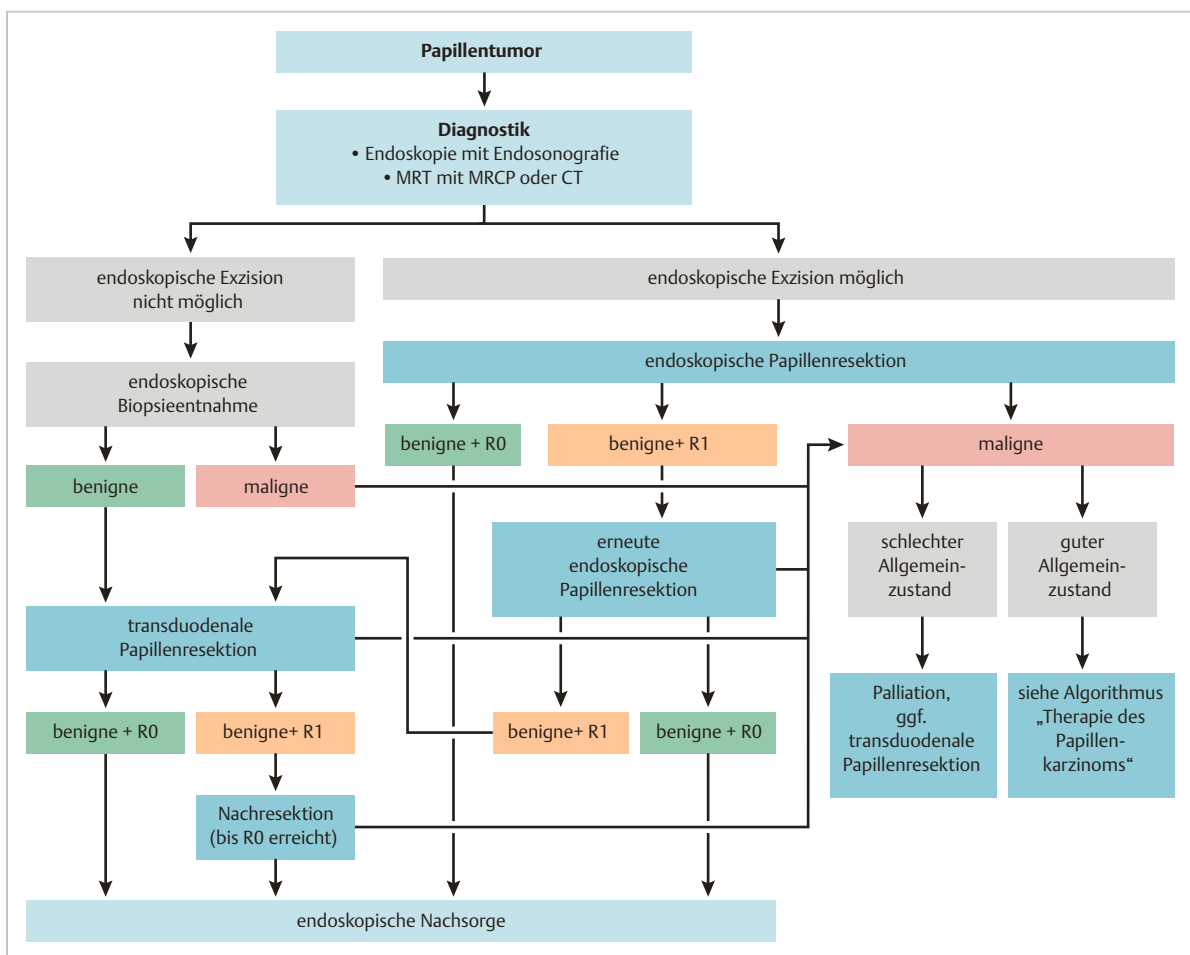 Papillentumor
Diagnostik
• Endoskopie mit Endosonografie
• MRT mit MRCP oder CT
endoskopische Exzision
nicht möglich
endoskopische Exzision möglich
endoskopische
Biopsieentnahme
endoskopische Papillenresektion
benigne + R0
benigne+ R1
maligne
benigne
maligne
erneute
endoskopische
Papillenresektion
schlechter
Allgemein-
zustand
guter
Allgemein-
zustand
transduodenale
Papillenresektion
benigne + R0
benigne+ R1
benigne+ R1
benigne + R0
Palliation,
ggf.
transduodenale
Papillenresektion
siehe Algorithmus
„Therapie des
Papillen-
karzinoms“
Nachresektion
(bis R0 erreicht)
endoskopische Nachsorge